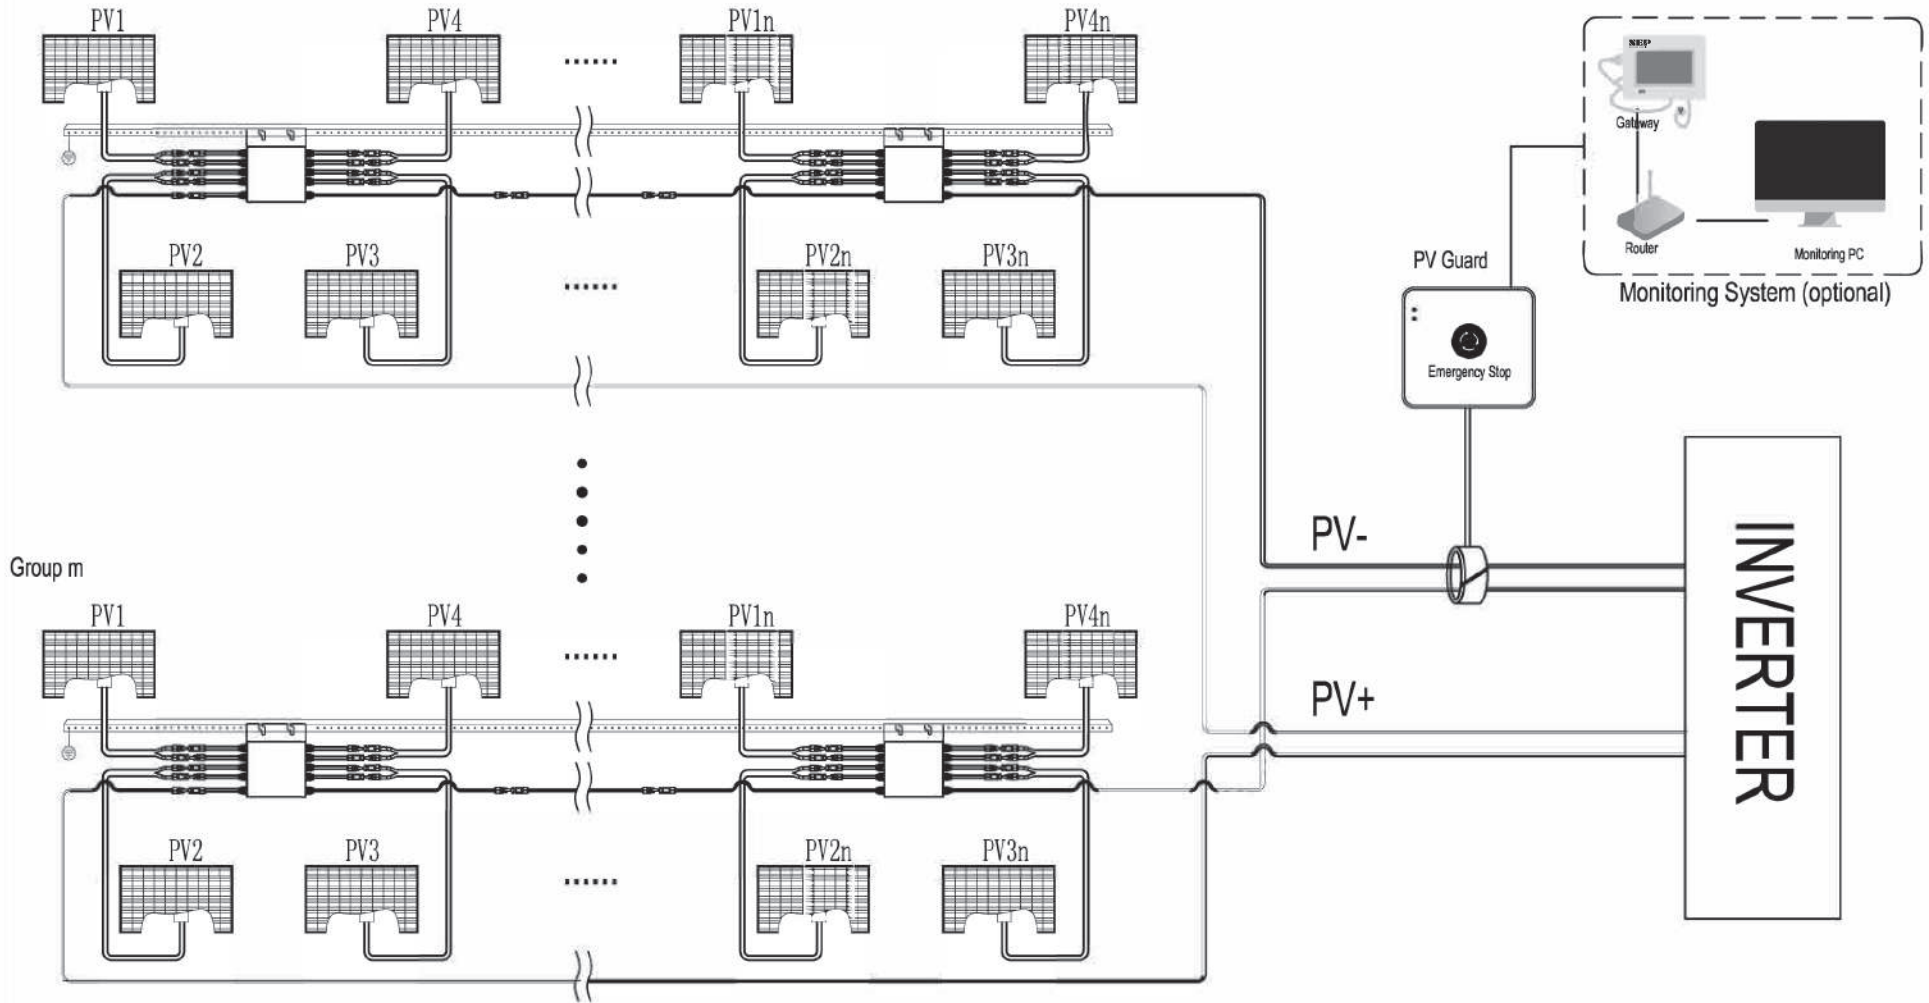 PV1
PV4
PV1n
PV4n
PV2
PV3
PV2n
PV3n
NEP
Gateway
Router
Monitoring PC
Monitoring System (optional)
PV Guard
Emergency Stop
PV-
PV+
INVERTER
Group m
PV1
PV4
PV1n
PV4n
PV2
PV3
PV2n
PV3n